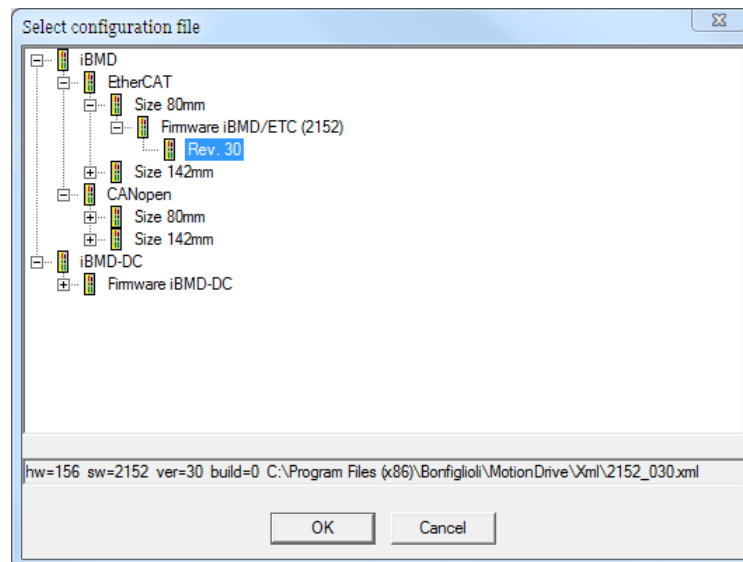 Select configuration file
iBMD
EtherCAT
Size 80mm
Firmware iBMD/ETC (2152)
Rev. 30
Size 142mm
CANopen
Size 80mm
Size 142mm
iBMD-DC
Firmware iBMD-DC
hw=156 sw=2152 ver=30 build=0 C:\Program Files (x86)\Bonfiglioli\MotionDrive\Xml\2152_030.xml
OK Cancel